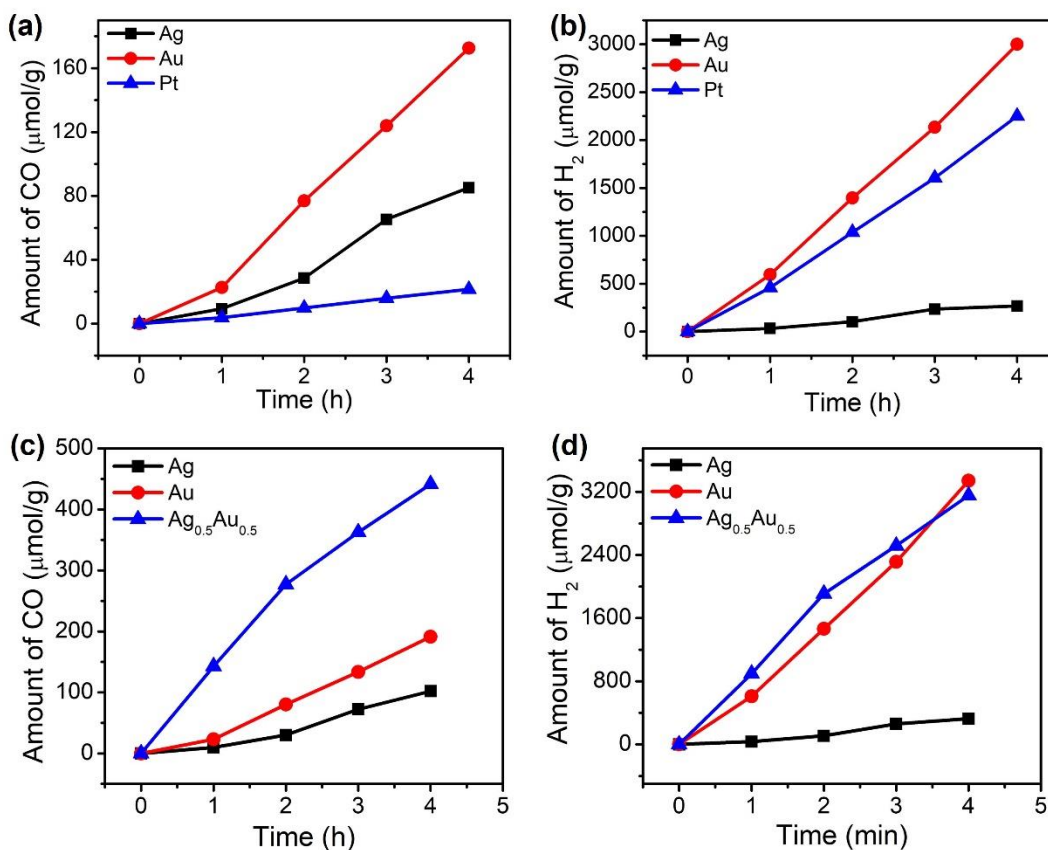 (a)
Ag
Au
Pt
Amount of CO (μmol/g)
160
120
80
40
0
0 1 2 3 4
Time (h)
(b)
Ag
Au
Pt
Amount of H₂ (μmol/g)
3000
2500
2000
1500
1000
500
0
0 1 2 3 4
Time (h)
(c)
Ag
Au
Ag₀.₅Au₀.₅
Amount of CO (μmol/g)
500
400
300
200
100
0
0 1 2 3 4 5
Time (h)
(d)
Ag
Au
Ag₀.₅Au₀.₅
Amount of H₂ (μmol/g)
3200
2400
1600
800
0
0 1 2 3 4 5
Time (min)